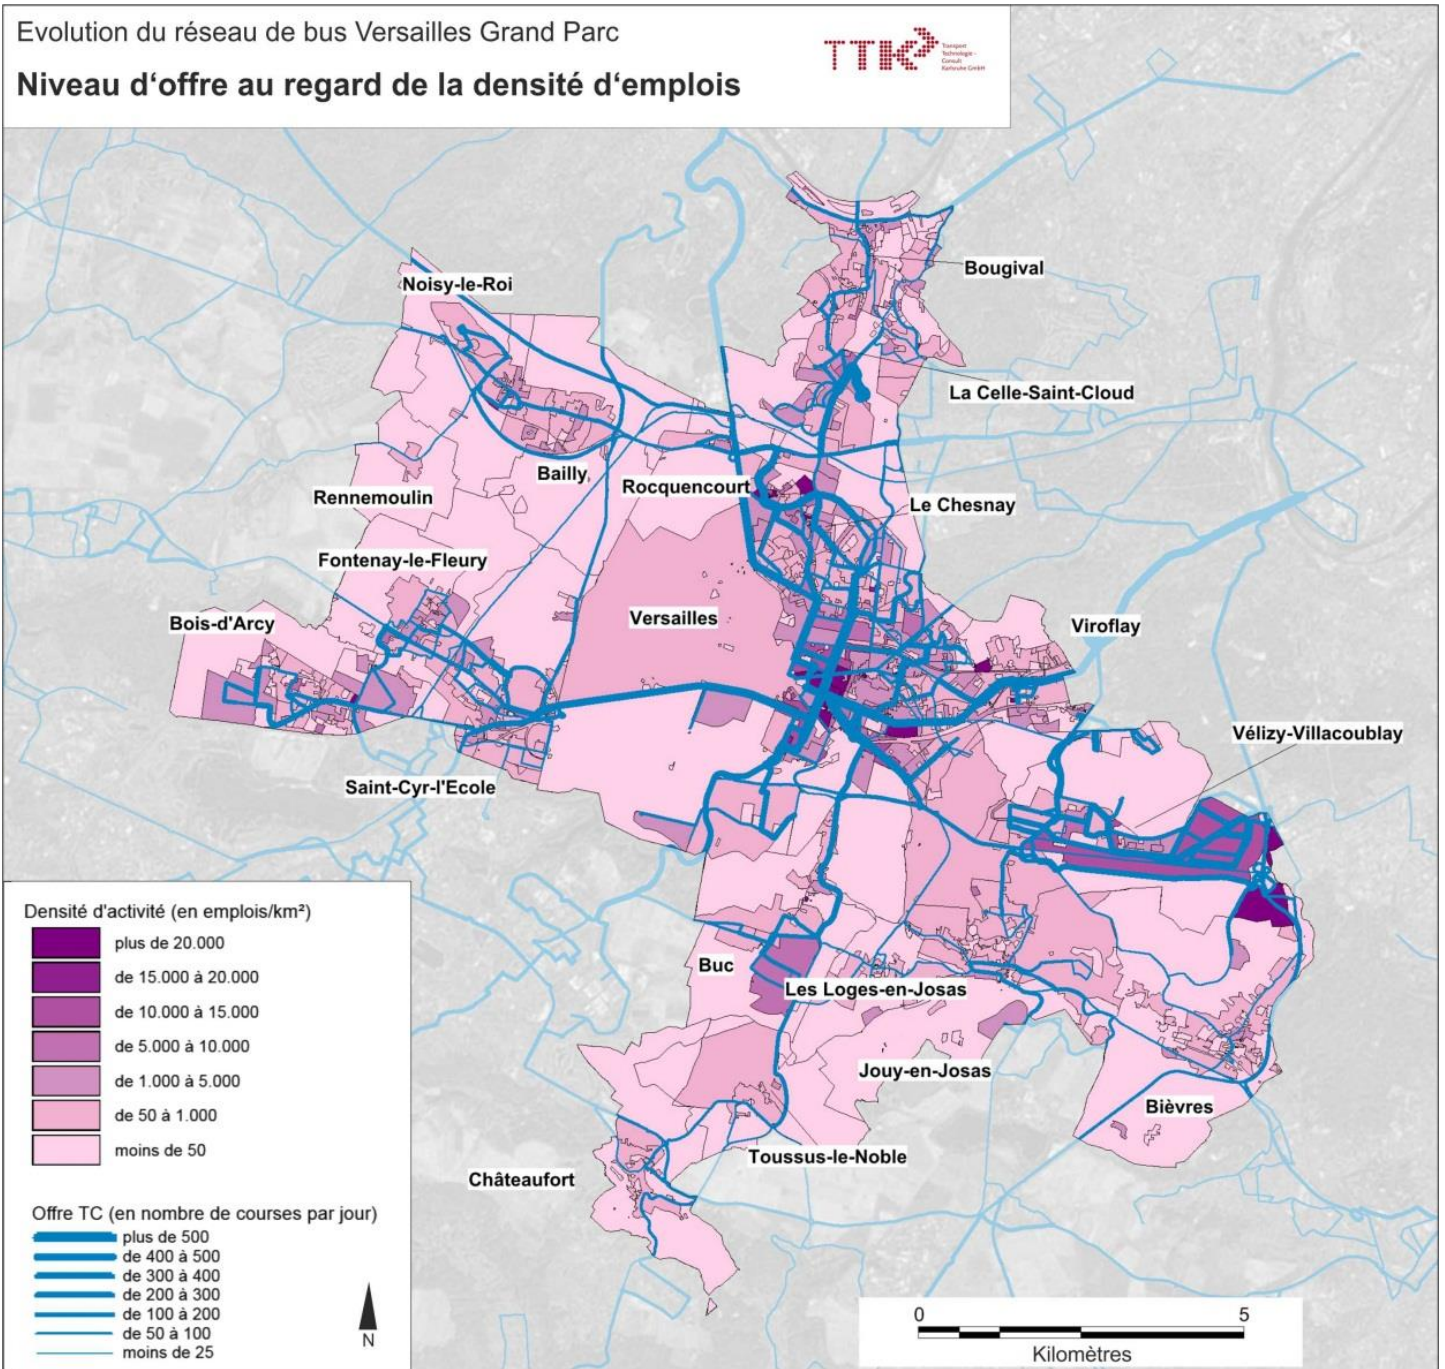 Evolution du réseau de bus Versailles Grand Parc
Niveau d‘offre au regard de la densité d‘emplois
TTK
Transport
Technologie -
Consult
Karlsruhe GmbH
Bougival
Noisy-le-Roi
La Celle-Saint-Cloud
Bailly
Rocquencourt
Rennemoulin
Le Chesnay
Fontenay-le-Fleury
Bois-d'Arcy
Versailles
Viroflay
Vélizy-Villacoublay
Saint-Cyr-l'Ecole
Buc
Les Loges-en-Josas
Jouy-en-Josas
Bièvres
Toussus-le-Noble
Châteaufort
Densité d'activité (en emplois/km²)
plus de 20.000
de 15.000 à 20.000
de 10.000 à 15.000
de 5.000 à 10.000
de 1.000 à 5.000
de 50 à 1.000
moins de 50
Offre TC (en nombre de courses par jour)
plus de 500
de 400 à 500
de 300 à 400
de 200 à 300
de 100 à 200
de 50 à 100
moins de 25
N
0 5
Kilomètres